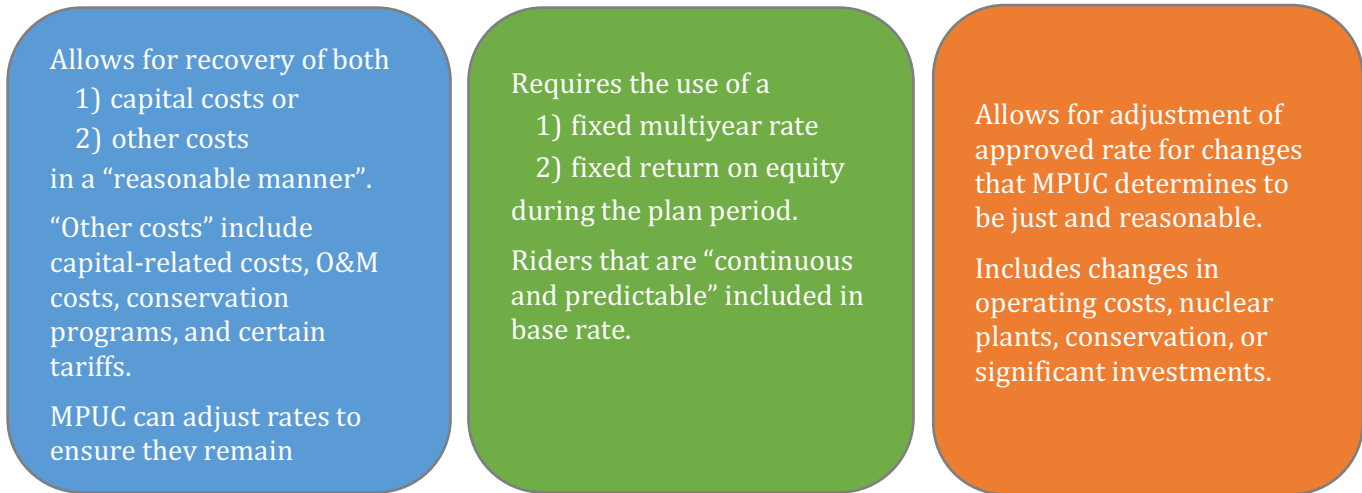 Allows for recovery of both
1) capital costs or
2) other costs
in a “reasonable manner”.
“Other costs” include
capital-related costs, O&M
costs, conservation
programs, and certain
tariffs.
MPUC can adjust rates to
ensure they remain
Requires the use of a
1) fixed multiyear rate
2) fixed return on equity
during the plan period.
Riders that are “continuous
and predictable” included in
base rate.
Allows for adjustment of
approved rate for changes
that MPUC determines to
be just and reasonable.
Includes changes in
operating costs, nuclear
plants, conservation, or
significant investments.